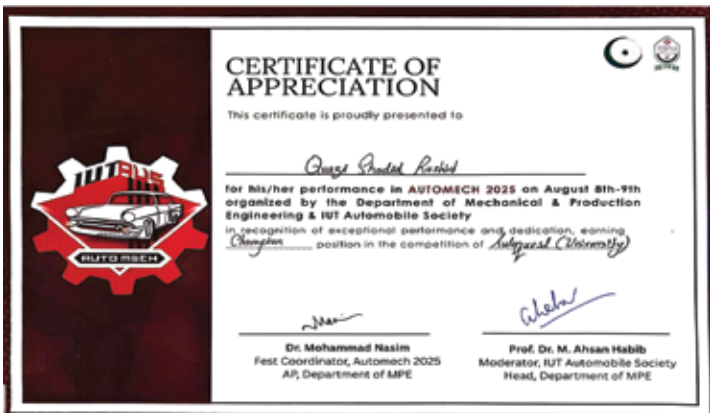 CERTIFICATE OF
APPRECIATION
This certificate is proudly presented to
Rashid
for his/her performance in AUTOMECH 2025 on August 8th-9th
organized by the Department of Mechanical & Production
Engineering & IUT Automobile Society
in recognition of exceptional performance and dedication, earning
Champion position in the competition of Autoquest (University)
AUTO MECH
Dr. Mohammad Nasim
Fest Coordinator, Automech 2025
AP, Department of MPE
Prof. Dr. M. Ahsan Habib
Moderator, IUT Automobile Society
Head, Department of MPE